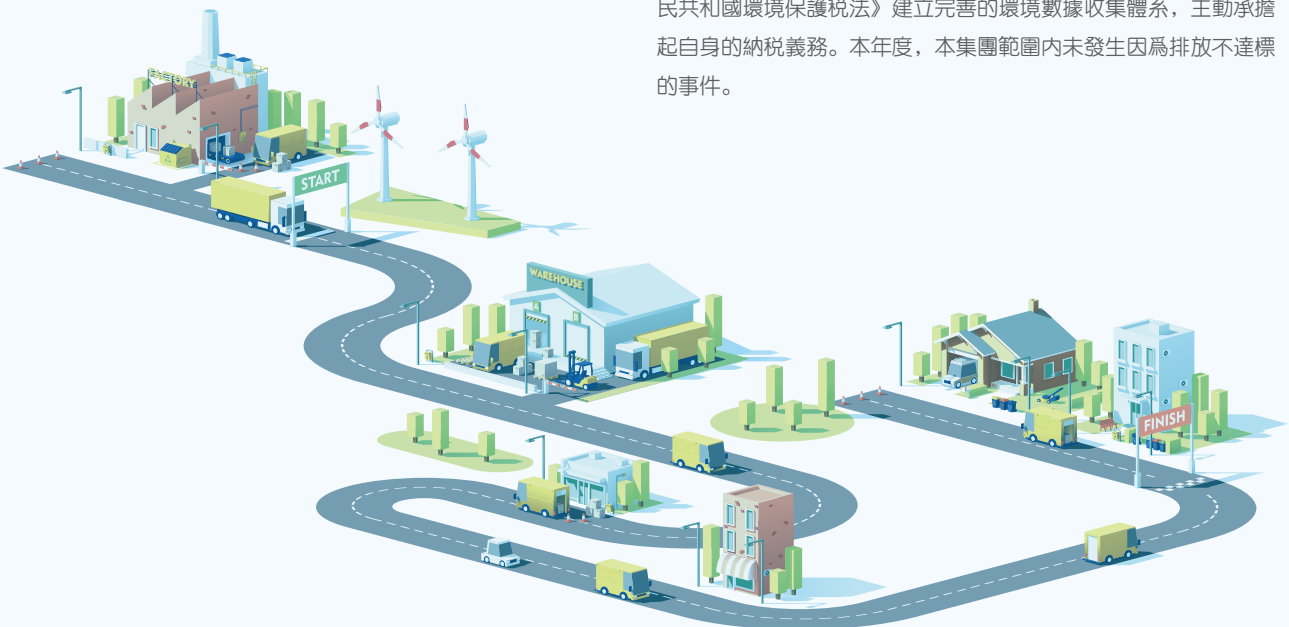 民共和國環境保護税法》建立完善的環境數據收集體系，主動承擔
起自身的納税義務。本年度，本集團範圍内未發生因爲排放不達標
的事件。
FACTORY
START
WAREHOUSE
A
FINISH